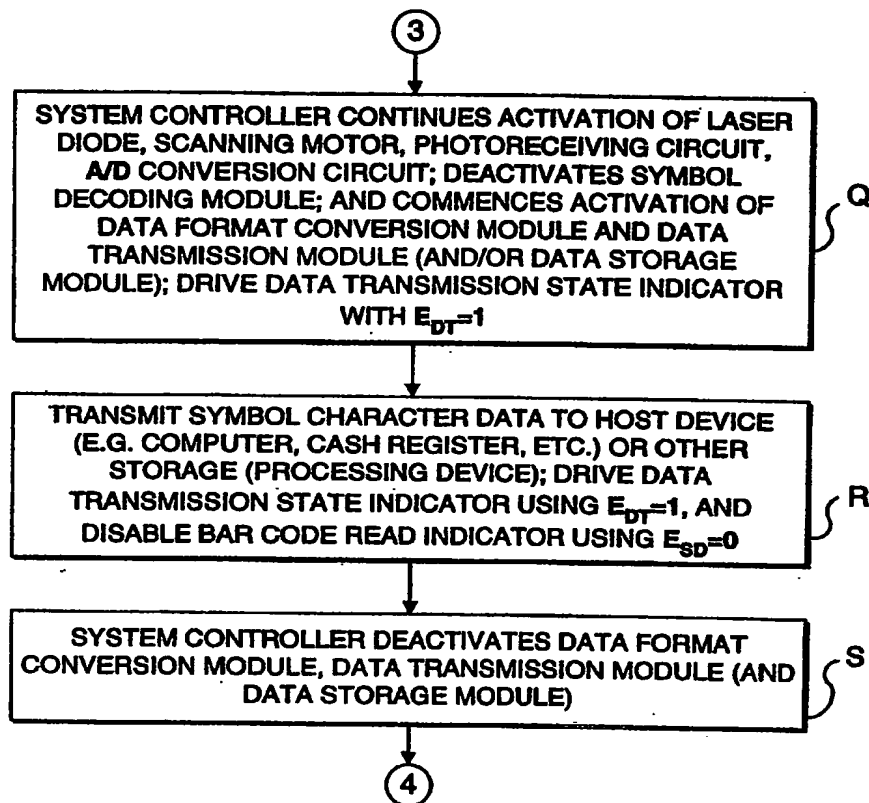 3
SYSTEM CONTROLLER CONTINUES ACTIVATION OF LASER
DIODE, SCANNING MOTOR, PHOTORECEIVING CIRCUIT,
A/D CONVERSION CIRCUIT; DEACTIVATES SYMBOL
DECODING MODULE; AND COMMENCES ACTIVATION OF
DATA FORMAT CONVERSION MODULE AND DATA
TRANSMISSION MODULE (AND/OR DATA STORAGE
MODULE); DRIVE DATA TRANSMISSION STATE INDICATOR
WITH E_DT=1
Q
TRANSMIT SYMBOL CHARACTER DATA TO HOST DEVICE
(E.G. COMPUTER, CASH REGISTER, ETC.) OR OTHER
STORAGE (PROCESSING DEVICE); DRIVE DATA
TRANSMISSION STATE INDICATOR USING E_DT=1, AND
DISABLE BAR CODE READ INDICATOR USING E_SD=0
R
SYSTEM CONTROLLER DEACTIVATES DATA FORMAT
CONVERSION MODULE, DATA TRANSMISSION MODULE (AND
DATA STORAGE MODULE)
S
4